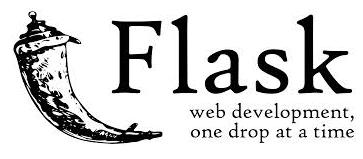 Flask
web development,
one drop at a time